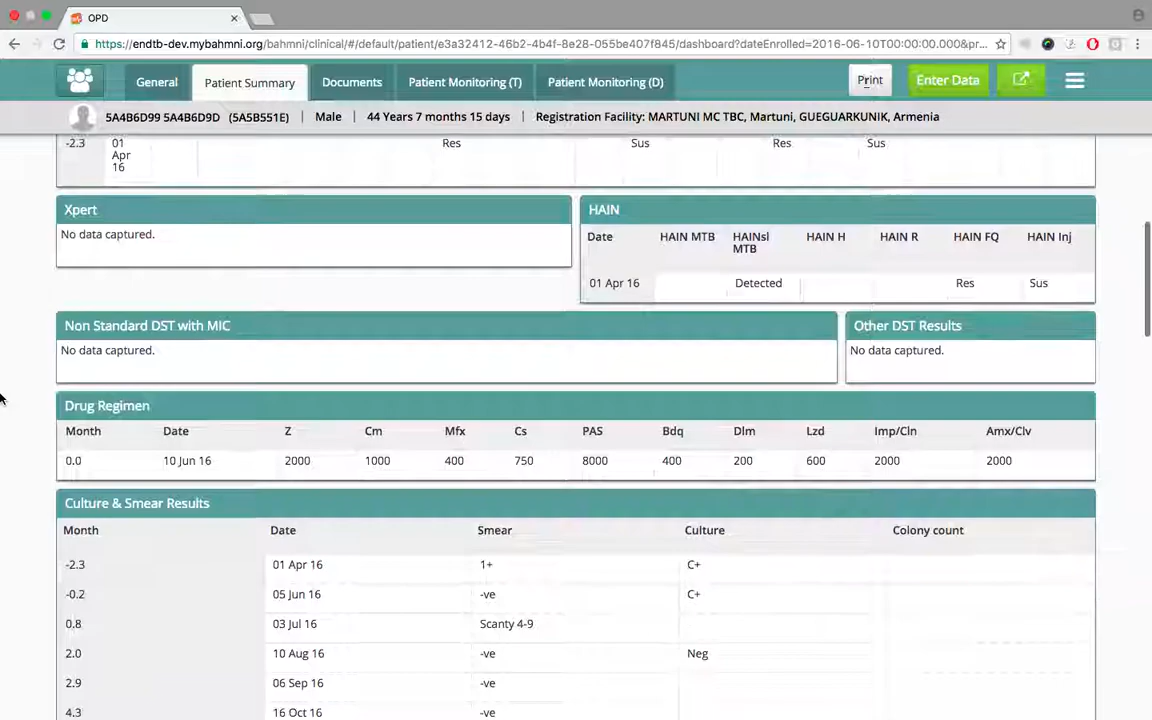 OPD
https://endtb-dev.mybahmni.org/bahmni/clinical/#/default/patient/e3a32412-46b2-4b4f-8e28-055be407f845/dashboard?dateEnrolled=2016-06-10T00:00:00.000&pr...
General Patient Summary Documents Patient Monitoring (T) Patient Monitoring (D) Print Enter Data
5A4B6D99 5A4B6D9D (5A5B551E) | Male | 44 Years 7 months 15 days | Registration Facility: MARTUNI MC TBC, Martuni, GUEGUARKUNIK, Armenia
-2.3 01 Apr 16 Res Sus Res Sus
Xpert
No data captured.
HAIN
Date HAIN MTB HAINsl MTB HAIN H HAIN R HAIN FQ HAIN Inj
01 Apr 16 Detected Res Sus
Non Standard DST with MIC
No data captured.
Other DST Results
No data captured.
Drug Regimen
Month Date Z Cm Mfx Cs PAS Bdq Dlm Lzd Imp/Cln Amx/Clv
0.0 10 Jun 16 2000 1000 400 750 8000 400 200 600 2000 2000
Culture & Smear Results
Month Date Smear Culture Colony count
-2.3 01 Apr 16 1+ C+
-0.2 05 Jun 16 -ve C+
0.8 03 Jul 16 Scanty 4-9
2.0 10 Aug 16 -ve Neg
2.9 06 Sep 16 -ve
4.3 16 Oct 16 -ve